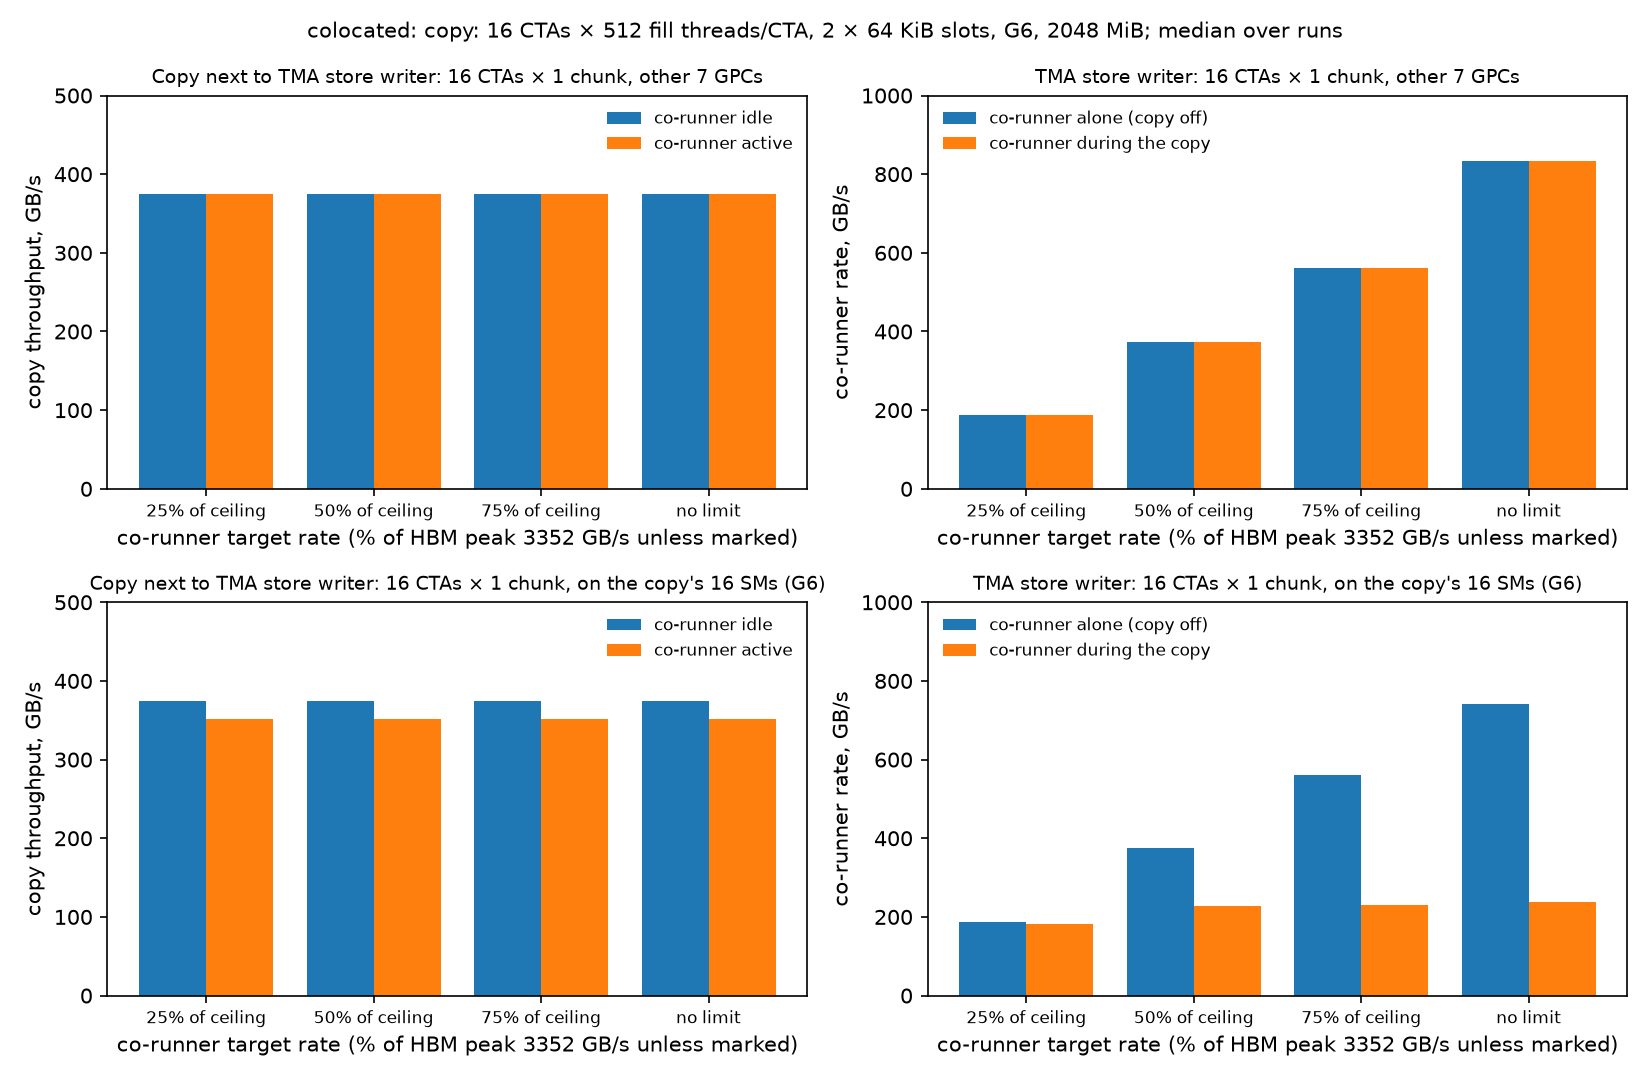 colocated: copy: 16 CTAs × 512 fill threads/CTA, 2 × 64 KiB slots, G6, 2048 MiB; median over runs
Copy next to TMA store writer: 16 CTAs × 1 chunk, other 7 GPCs
copy throughput, GB/s
500
400
300
200
100
0
co-runner idle
co-runner active
25% of ceiling
50% of ceiling
75% of ceiling
no limit
co-runner target rate (% of HBM peak 3352 GB/s unless marked)
TMA store writer: 16 CTAs × 1 chunk, other 7 GPCs
co-runner rate, GB/s
1000
800
600
400
200
0
co-runner alone (copy off)
co-runner during the copy
25% of ceiling
50% of ceiling
75% of ceiling
no limit
co-runner target rate (% of HBM peak 3352 GB/s unless marked)
Copy next to TMA store writer: 16 CTAs × 1 chunk, on the copy's 16 SMs (G6)
copy throughput, GB/s
500
400
300
200
100
0
co-runner idle
co-runner active
25% of ceiling
50% of ceiling
75% of ceiling
no limit
co-runner target rate (% of HBM peak 3352 GB/s unless marked)
TMA store writer: 16 CTAs × 1 chunk, on the copy's 16 SMs (G6)
co-runner rate, GB/s
1000
800
600
400
200
0
co-runner alone (copy off)
co-runner during the copy
25% of ceiling
50% of ceiling
75% of ceiling
no limit
co-runner target rate (% of HBM peak 3352 GB/s unless marked)